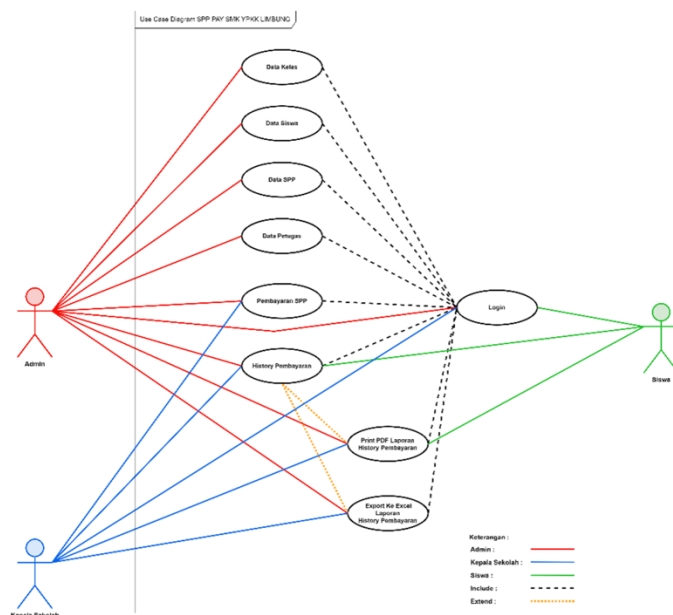 Use Case Diagram SPP PAY SMK YPKK LIMBUNG
Data Kelas
Data Siswa
Data SPP
Data Petugas
Pembayaran SPP
Login
History Pembayaran
Admin
Siswa
Print PDF Laporan
History Pembayaran
Export Ke Excel
Laporan
History Pembayaran
Keterangan :
Admin :
Kepala Sekolah :
Siswa :
Include :
Extend :
Kepala Sekolah